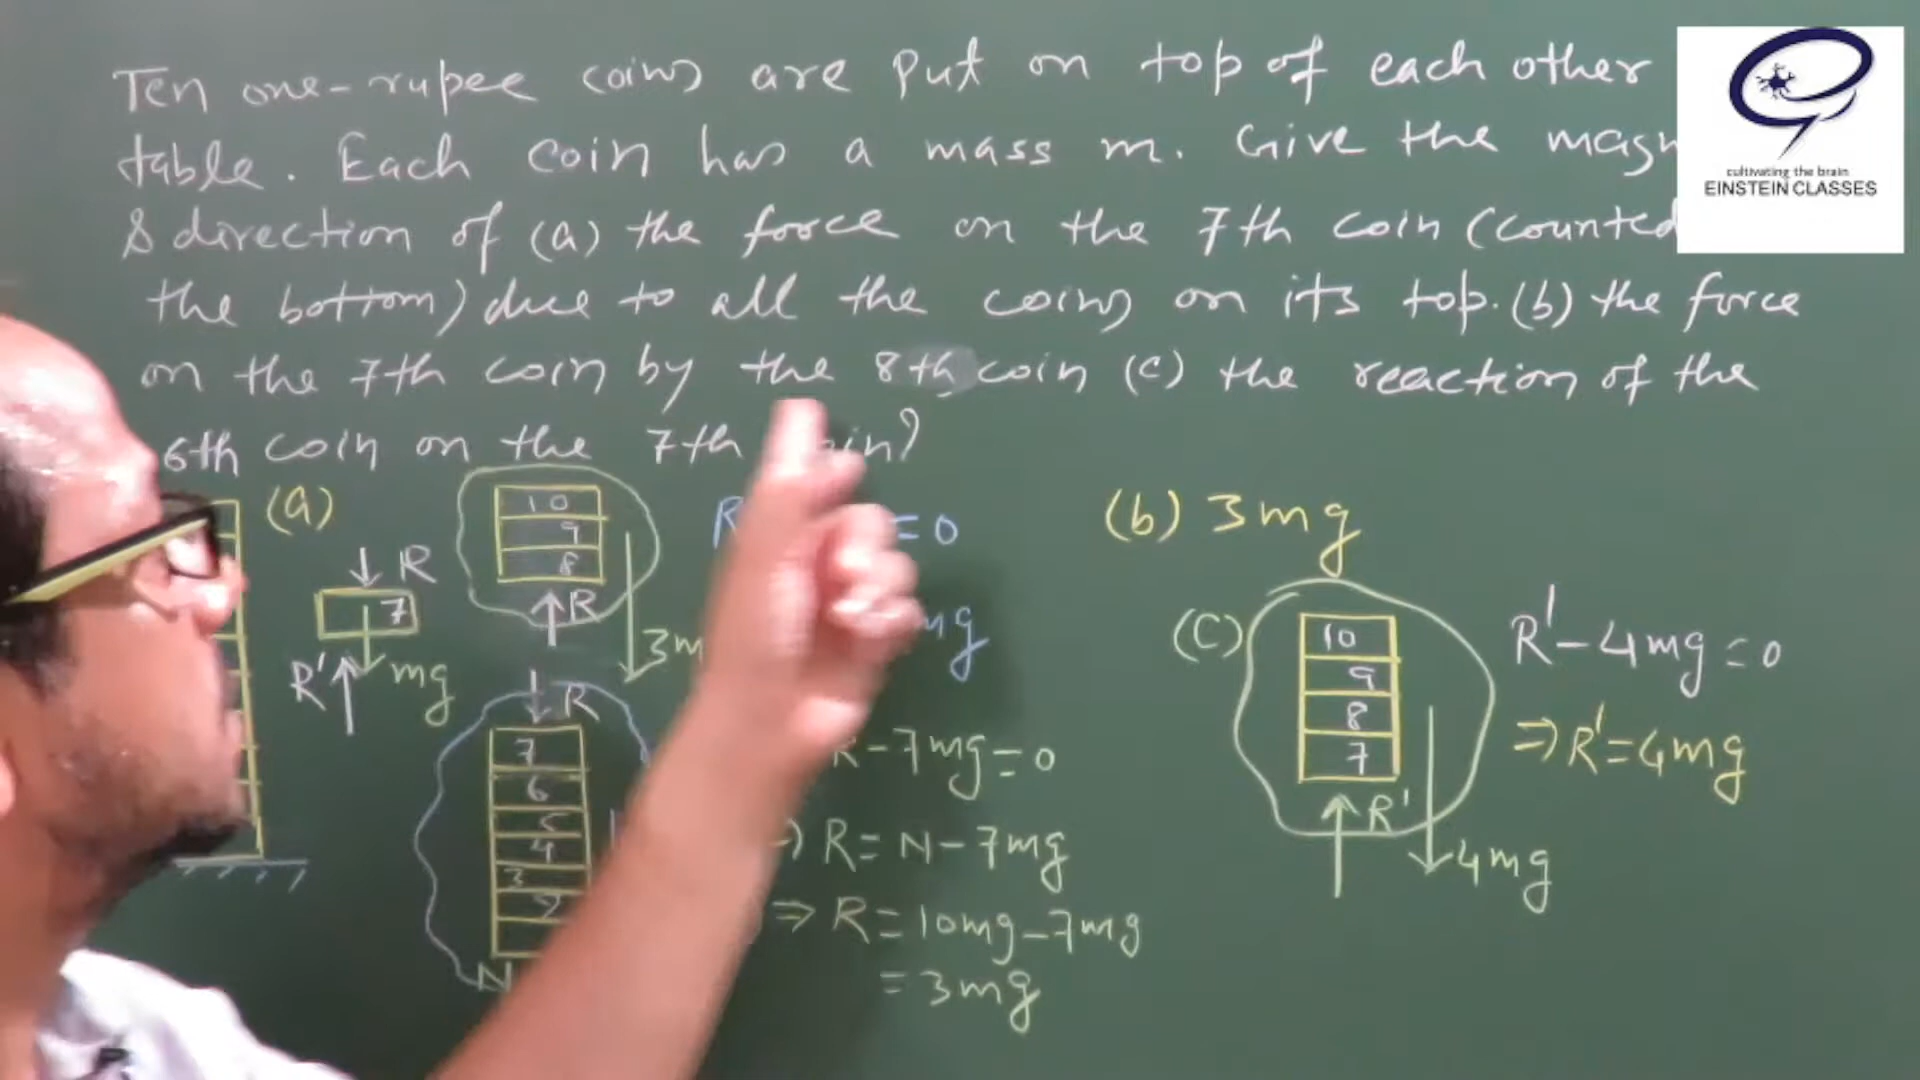 Ten one-rupee coins are put on top of each other
table. Each coin has a mass m. Give the magn
& direction of (a) the force on the 7th coin (counted
the bottom) due to all the coins on its top. (b) the force
on the 7th coin by the 8th coin (c) the reaction of the
6th coin on the 7th in?
cultivating the brain
EINSTEIN CLASSES
(a)
R
7
R' mg
10
9
8
R
3m
R
7
6
5
4
3
2
N
R = 0
mg
R - 7mg = 0
⇒ R = N - 7mg
⇒ R = 10mg - 7mg
= 3mg
(b) 3mg
(C)
10
9
8
7
R'
4mg
R' - 4mg = 0
⇒ R' = 4mg